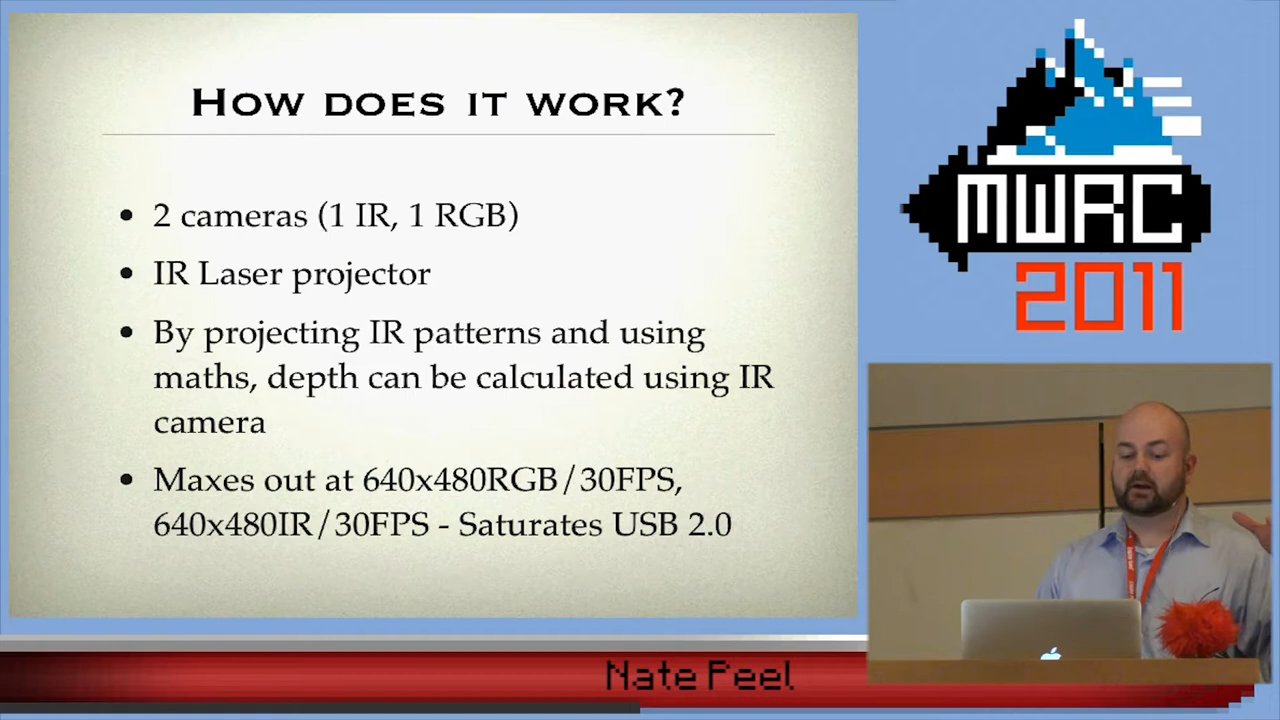 How does it work?
• 2 cameras (1 IR, 1 RGB)
• IR Laser projector
• By projecting IR patterns and using
maths, depth can be calculated using IR
camera
• Maxes out at 640x480RGB/30FPS,
640x480IR/30FPS - Saturates USB 2.0
MWRC
2011
Nate Peel